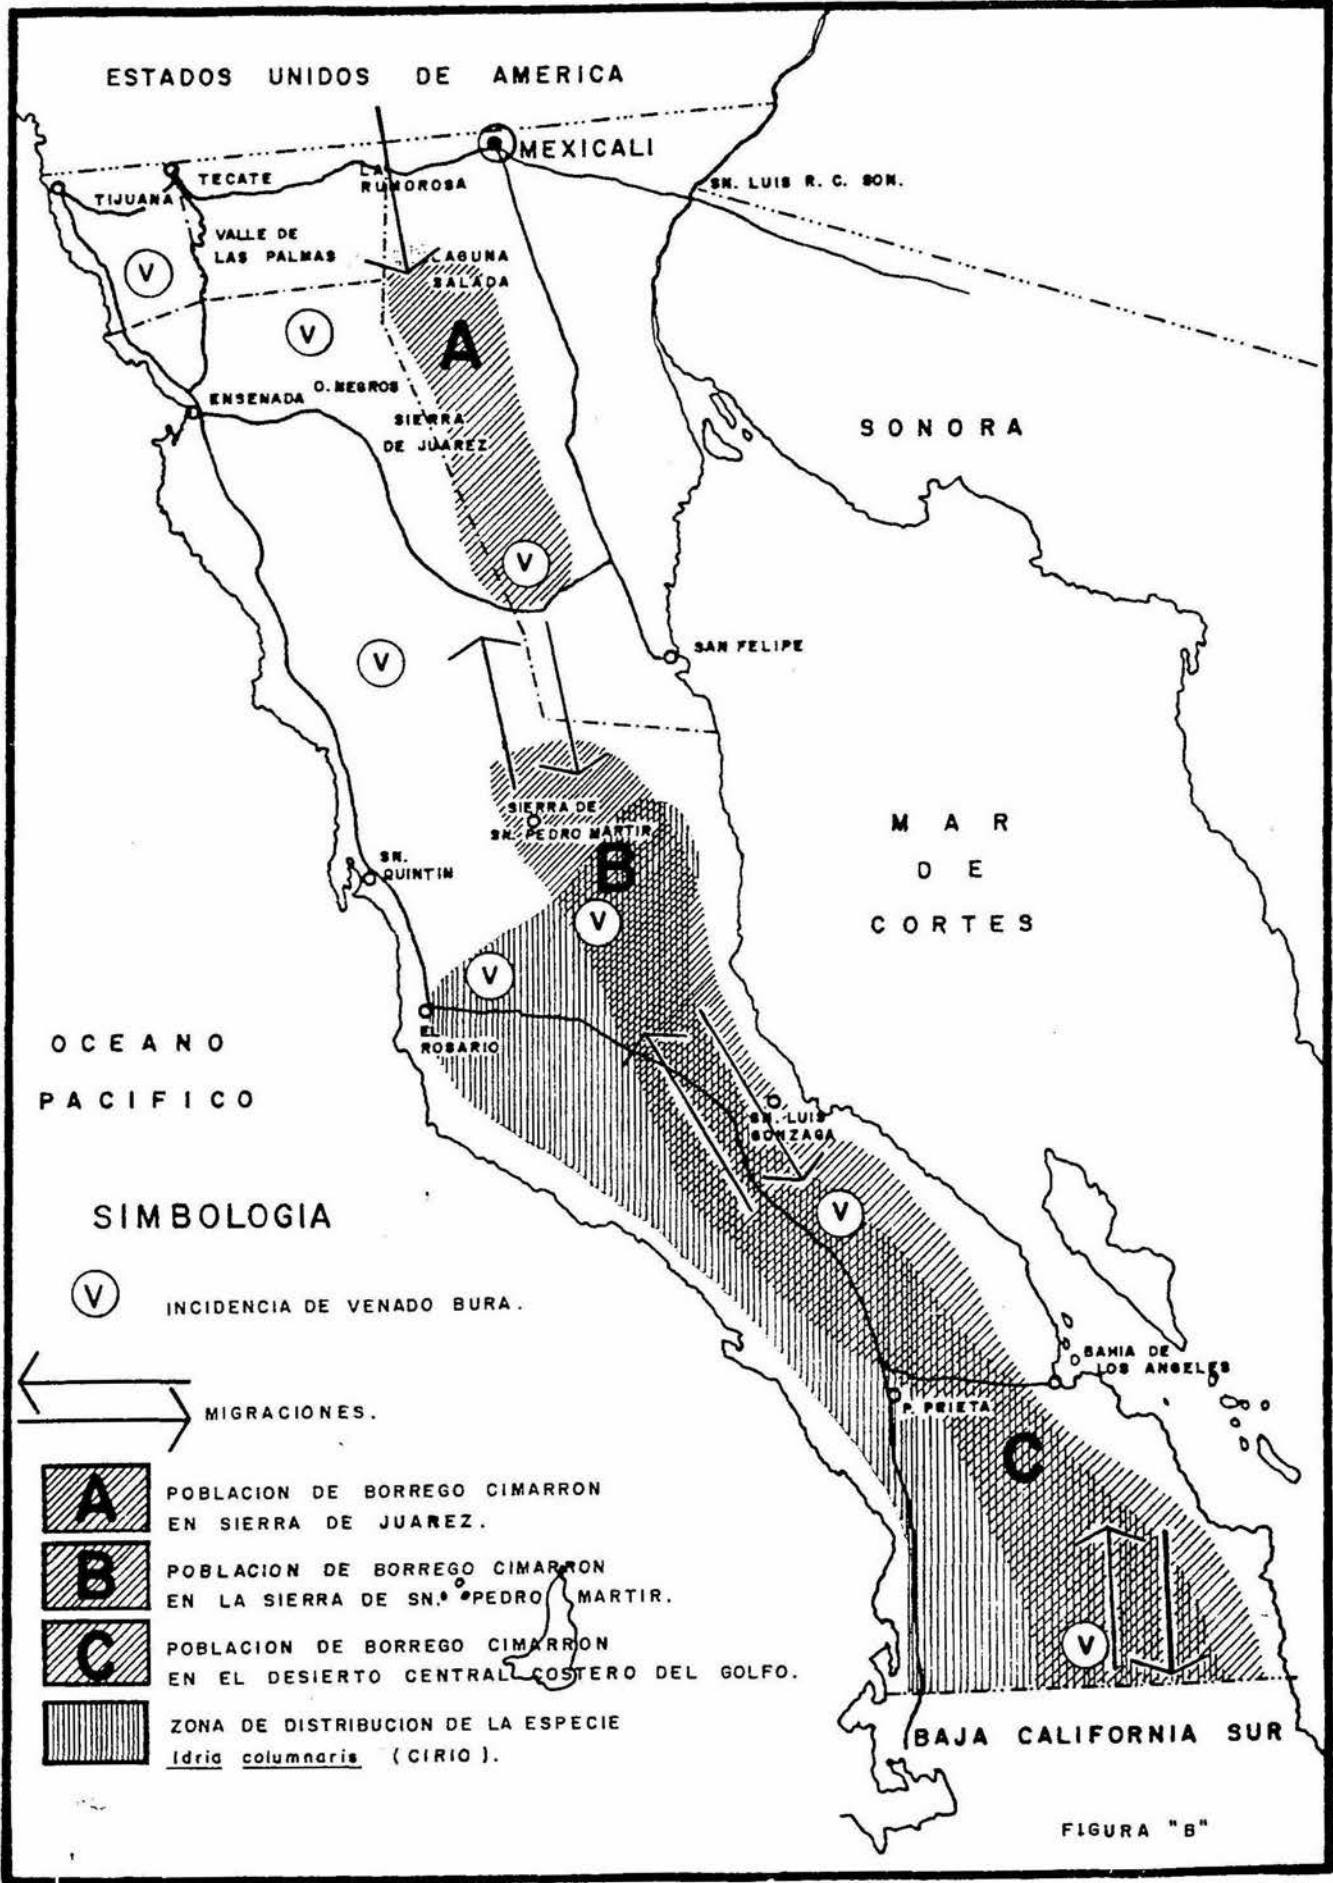 ESTADOS UNIDOS DE AMERICA
MEXICALI
TECATE
TIJUANA
LA
RUMOROSA
SN. LUIS R. C. SON.
VALLE DE
LAS PALMAS
V
LAGUNA
SALADA
V
A
ENSENADA
O. NEGROS
SIERRA
DE JUAREZ
SONORA
V
V
SAN FELIPE
SIERRA DE
SN. PEDRO MARTIR
B
SN.
QUINTIN
MAR
DE
CORTES
V
V
EL
ROSARIO
OCEANO
PACIFICO
SN. LUIS
GONZAGA
V
BAHIA DE
LOS ANGELES
P. PRIETA
C
V
BAJA CALIFORNIA SUR
SIMBOLOGIA
V INCIDENCIA DE VENADO BURA.
MIGRACIONES.
A POBLACION DE BORREGO CIMARRON
EN SIERRA DE JUAREZ.
B POBLACION DE BORREGO CIMARRON
EN LA SIERRA DE SN. PEDRO MARTIR.
C POBLACION DE BORREGO CIMARRON
EN EL DESIERTO CENTRAL COSTERO DEL GOLFO.
ZONA DE DISTRIBUCION DE LA ESPECIE
Idria columnaris (CIRIO).
FIGURA "B"